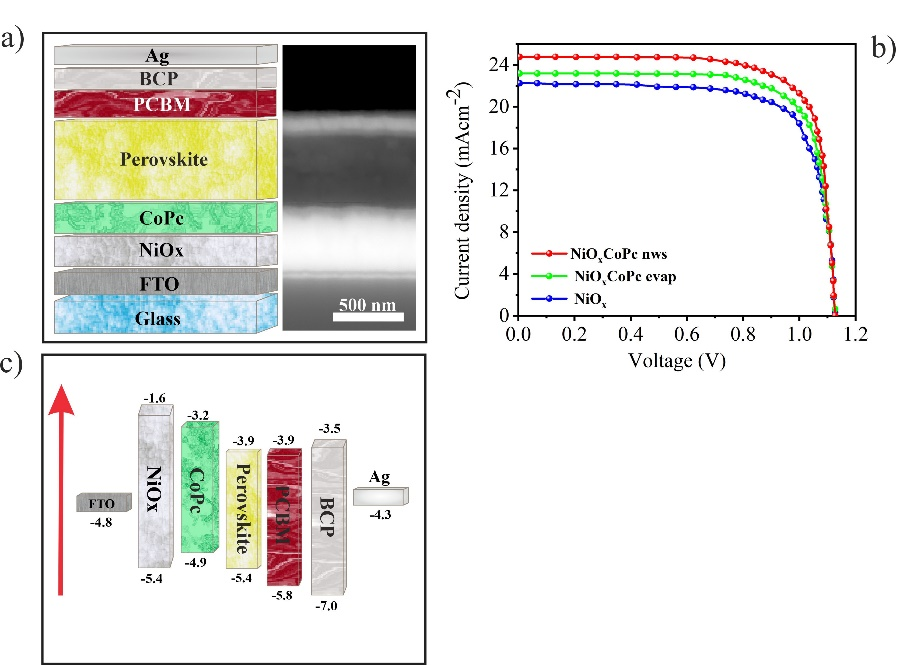 a)
Ag
BCP
PCBM
Perovskite
CoPc
NiOx
FTO
Glass
500 nm
b)
Current density (mAcm-2)
24
20
16
12
8
4
0
NiOxCoPc nws
NiOxCoPc evap
NiOx
0.0 0.2 0.4 0.6 0.8 1.0 1.2
Voltage (V)
c)
FTO
-4.8
-1.6
NiOx
-5.4
-3.2
CoPc
-4.9
-3.9
Perovskite
-5.4
-3.9
PCBM
-5.8
-3.5
BCP
-7.0
Ag
-4.3